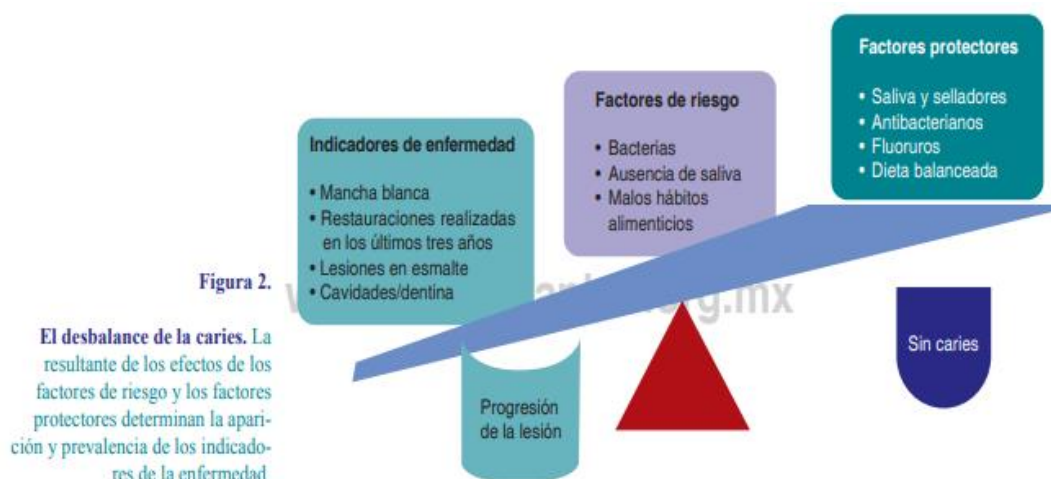 Factores protectores
• Saliva y selladores
• Antibacterianos
• Fluoruros
• Dieta balanceada
Factores de riesgo
• Bacterias
• Ausencia de saliva
• Malos hábitos
alimenticios
Indicadores de enfermedad
• Mancha blanca
• Restauraciones realizadas
en los últimos tres años
• Lesiones en esmalte
• Cavidades/dentina
Figura 2.
El desbalance de la caries. La
resultante de los efectos de los
factores de riesgo y los factores
protectores determinan la apari-
ción y prevalencia de los indicado-
res de la enfermedad.
Progresión
de la lesión
Sin caries
.mx